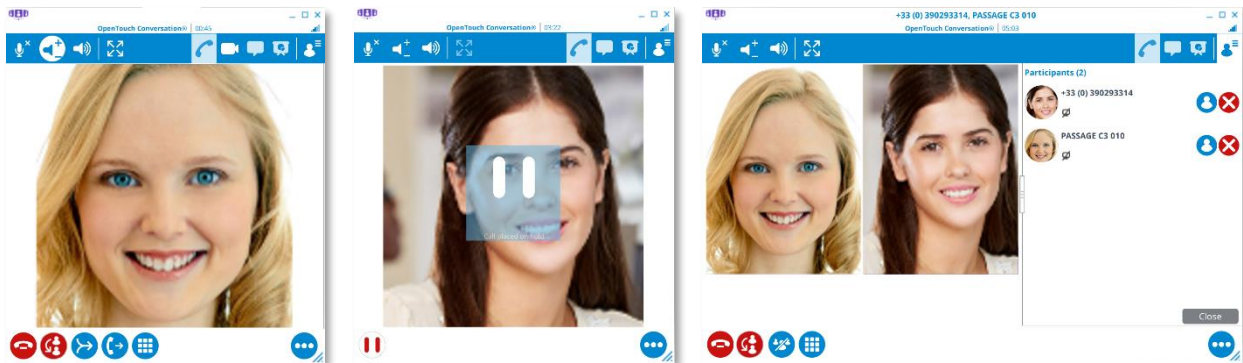 OpenTouch Conversation® | 00:45
OpenTouch Conversation® | 03:22
Call placed on hold
+33 (0) 390293314, PASSAGE C3 010
OpenTouch Conversation® | 05:03
Participants (2)
+33 (0) 390293314
PASSAGE C3 010
Close